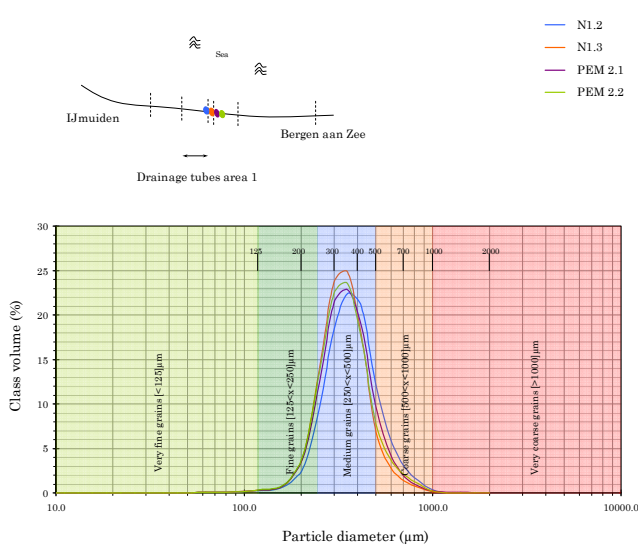 N1.2
N1.3
PEM 2.1
PEM 2.2
Sea
IJmuiden
Bergen aan Zee
Drainage tubes area 1
30
25
20
15
10
5
0
Class volume (%)
125 200 300 400 500 700 1000 2000
Very fine grains [<125]µm
Fine grains [125<x<250]µm
Medium grains [250<x<500]µm
Coarse grains [500<x<1000]µm
Very coarse grains [>1000]µm
10.0 100.0 1000.0 10000.0
Particle diameter (µm)